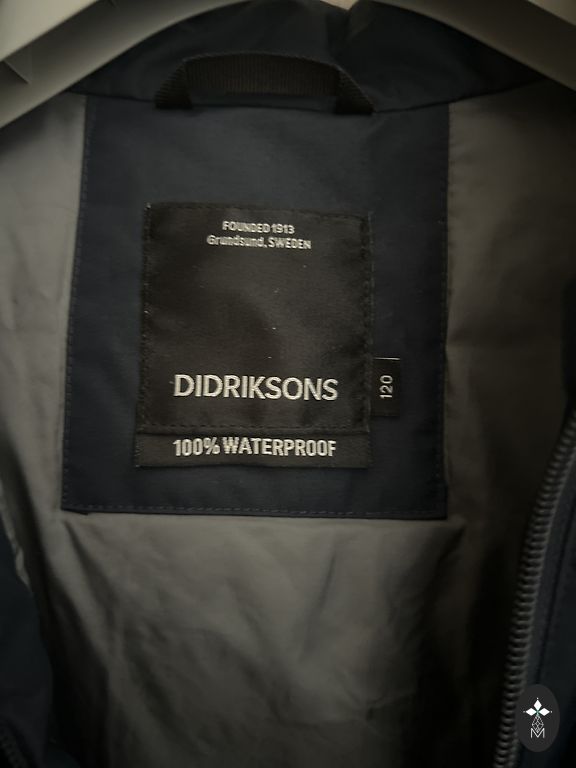 FOUNDED 1913
Grundsund, SWEDEN
DIDRIKSONS
120
100% WATERPROOF